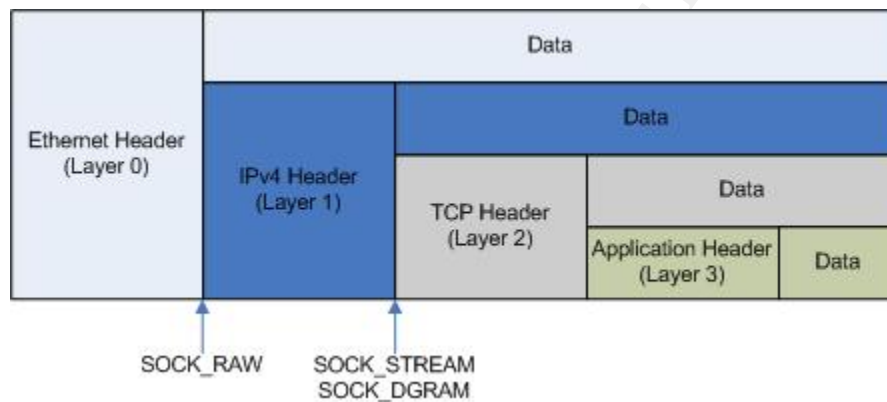 Data
Ethernet Header
(Layer 0)
IPv4 Header
(Layer 1)
Data
TCP Header
(Layer 2)
Data
Application Header
(Layer 3)
Data
SOCK_RAW
SOCK_STREAM
SOCK_DGRAM